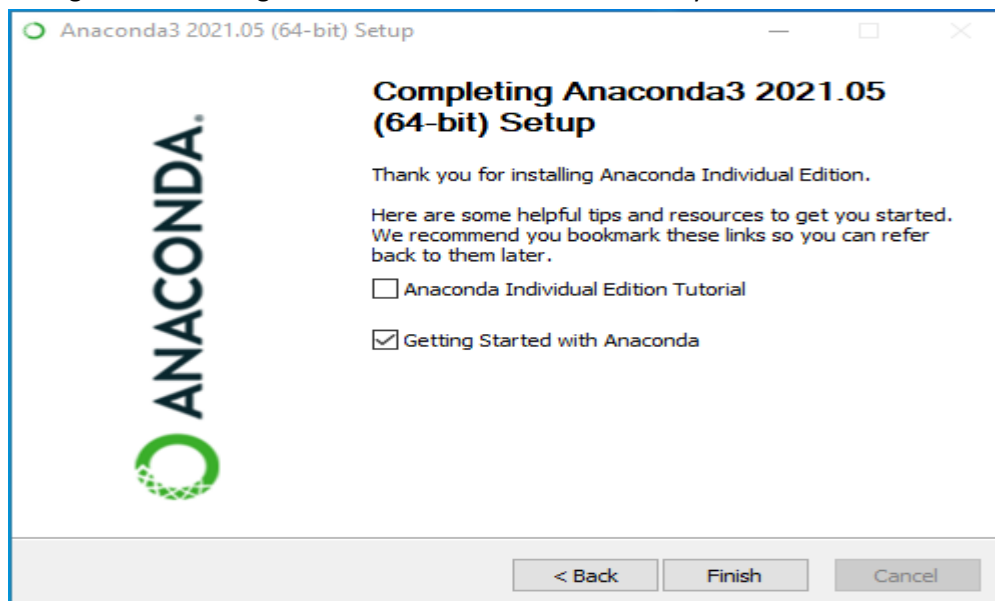 Anaconda3 2021.05 (64-bit) Setup
Completing Anaconda3 2021.05
(64-bit) Setup
Thank you for installing Anaconda Individual Edition.
Here are some helpful tips and resources to get you started.
We recommend you bookmark these links so you can refer
back to them later.
Anaconda Individual Edition Tutorial
Getting Started with Anaconda
ANACONDA.
< Back
Finish
Cancel